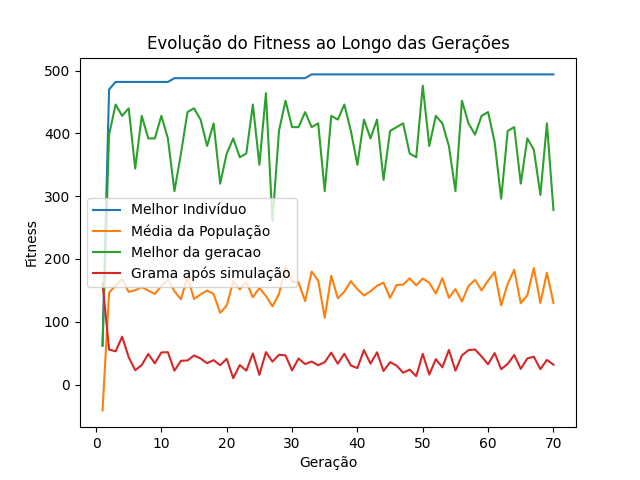 Evolução do Fitness ao Longo das Gerações
500
400
300
200
100
0
Fitness
Melhor Indivíduo
Média da População
Melhor da geracao
Grama após simulação
0 10 20 30 40 50 60 70
Geração